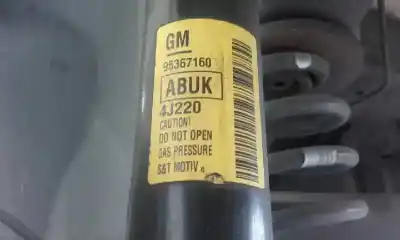 GM
95367160
ABUK
4J220
CAUTION!
DO NOT OPEN
GAS PRESSURE
S&T MOTIV